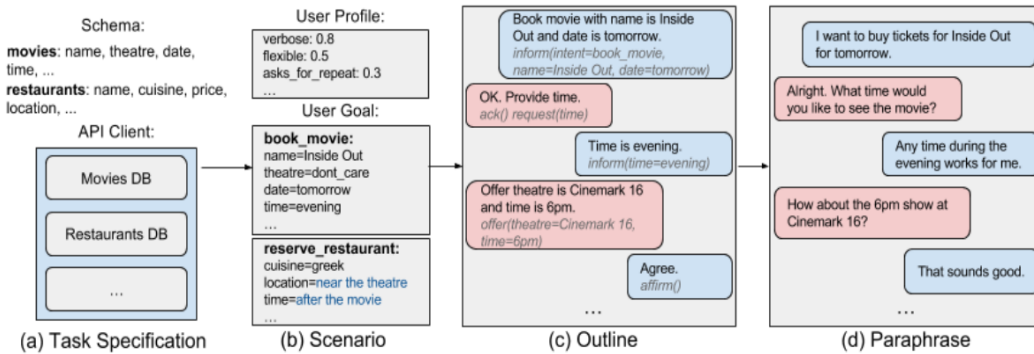 Schema:
movies: name, theatre, date,
time, ...
restaurants: name, cuisine, price,
location, ...
API Client:
Movies DB
Restaurants DB
...
(a) Task Specification
User Profile:
verbose: 0.8
flexible: 0.5
asks_for_repeat: 0.3
...
User Goal:
book_movie:
name=Inside Out
theatre=dont_care
date=tomorrow
time=evening
...
reserve_restaurant:
cuisine=greek
location=near the theatre
time=after the movie
...
(b) Scenario
Book movie with name is Inside
Out and date is tomorrow.
inform(intent=book_movie,
name=Inside Out, date=tomorrow)
OK. Provide time.
ack() request(time)
Time is evening.
inform(time=evening)
Offer theatre is Cinemark 16
and time is 6pm.
offer(theatre=Cinemark 16,
time=6pm)
Agree.
affirm()
...
(c) Outline
I want to buy tickets for Inside Out
for tomorrow.
Alright. What time would
you like to see the movie?
Any time during the
evening works for me.
How about the 6pm show at
Cinemark 16?
That sounds good.
...
(d) Paraphrase